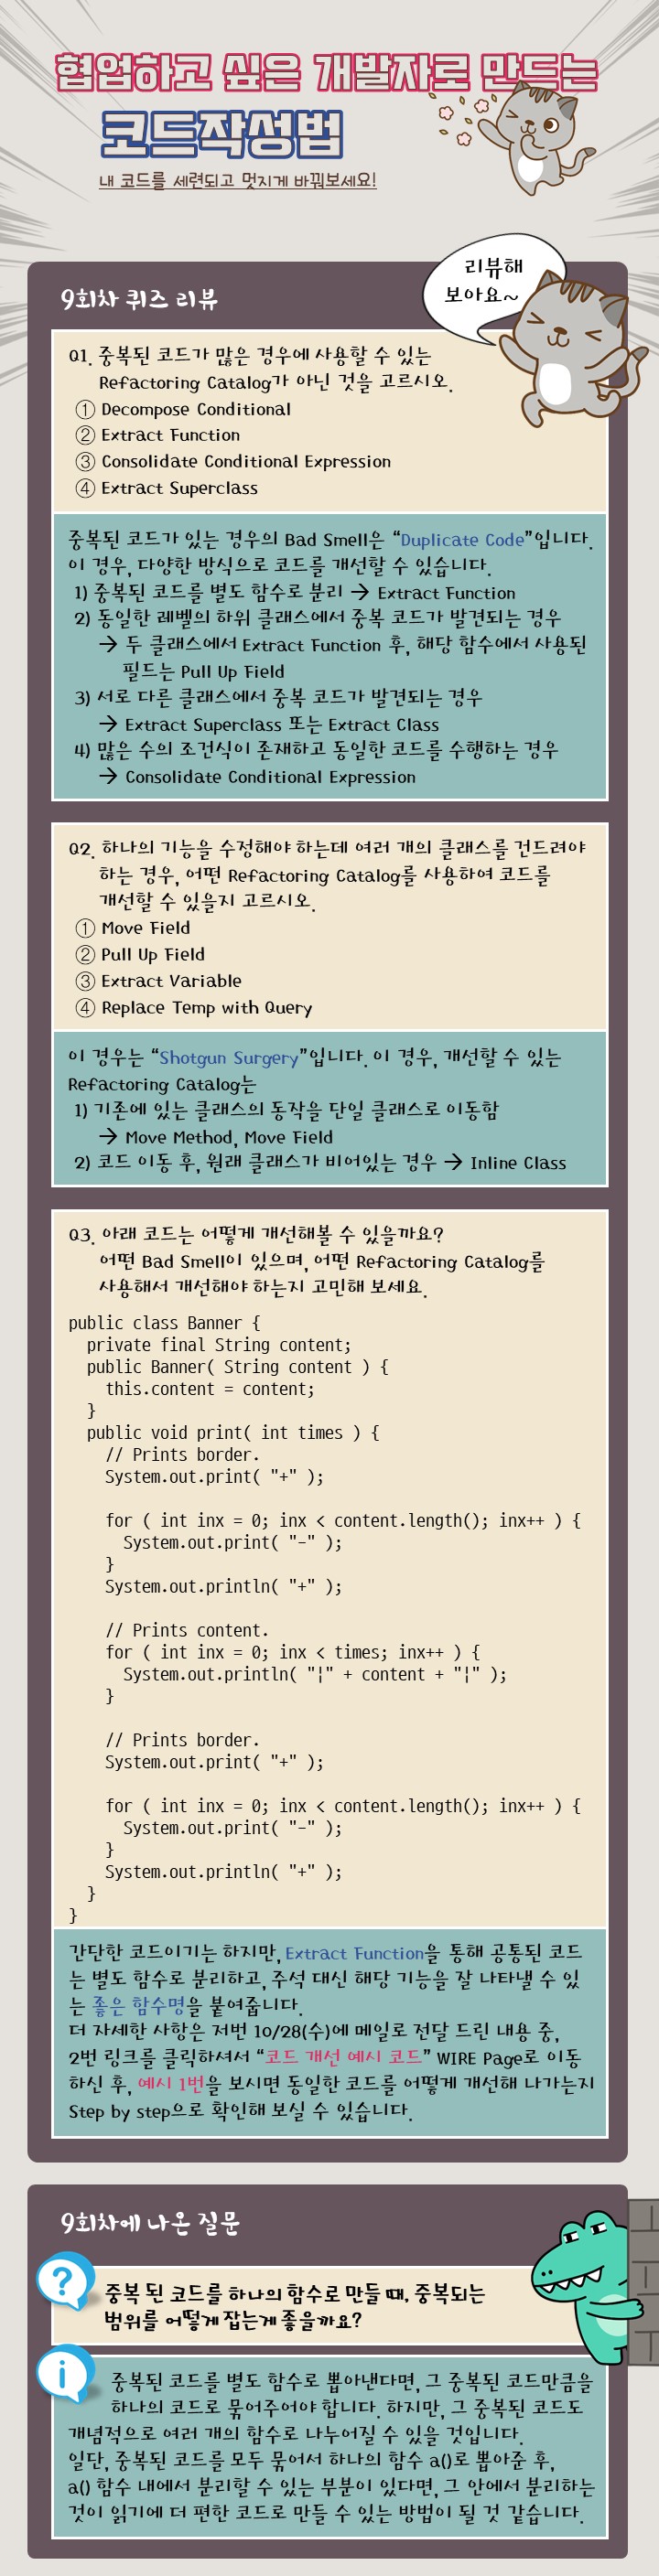 협업하고 싶은 개발자로 만드는
코드작성법
내 코드를 세련되고 멋지게 바꿔보세요!
리뷰해
보아요~
9회차 퀴즈 리뷰
Q1. 중복된 코드가 많은 경우에 사용할 수 있는
Refactoring Catalog가 아닌 것을 고르시오.
① Decompose Conditional
② Extract Function
③ Consolidate Conditional Expression
④ Extract Superclass
중복된 코드가 있는 경우의 Bad Smell은 “Duplicate Code”입니다.
이 경우, 다양한 방식으로 코드를 개선할 수 있습니다.
1) 중복된 코드를 별도 함수로 분리 → Extract Function
2) 동일한 레벨의 하위 클래스에서 중복 코드가 발견되는 경우
→ 두 클래스에서 Extract Function 후, 해당 함수에서 사용된
필드는 Pull Up Field
3) 서로 다른 클래스에서 중복 코드가 발견되는 경우
→ Extract Superclass 또는 Extract Class
4) 많은 수의 조건식이 존재하고 동일한 코드를 수행하는 경우
→ Consolidate Conditional Expression
Q2. 하나의 기능을 수정해야 하는데 여러 개의 클래스를 건드려야
하는 경우, 어떤 Refactoring Catalog를 사용하여 코드를
개선할 수 있을지 고르시오.
① Move Field
② Pull Up Field
③ Extract Variable
④ Replace Temp with Query
이 경우는 “Shotgun Surgery”입니다. 이 경우, 개선할 수 있는
Refactoring Catalog는
1) 기존에 있는 클래스의 동작을 단일 클래스로 이동함
→ Move Method, Move Field
2) 코드 이동 후, 원래 클래스가 비어있는 경우 → Inline Class
Q3. 아래 코드는 어떻게 개선해볼 수 있을까요?
어떤 Bad Smell이 있으며, 어떤 Refactoring Catalog를
사용해서 개선해야 하는지 고민해 보세요.
public class Banner {
private final String content;
public Banner( String content ) {
this.content = content;
}
public void print( int times ) {
// Prints border.
System.out.print( "+" );
for ( int inx = 0; inx < content.length(); inx++ ) {
System.out.print( "-" );
}
System.out.println( "+" );
// Prints content.
for ( int inx = 0; inx < times; inx++ ) {
System.out.println( "¦" + content + "¦" );
}
// Prints border.
System.out.print( "+" );
for ( int inx = 0; inx < content.length(); inx++ ) {
System.out.print( "-" );
}
System.out.println( "+" );
}
}
간단한 코드이기는 하지만, Extract Function을 통해 공통된 코드
는 별도 함수로 분리하고, 주석 대신 해당 기능을 잘 나타낼 수 있
는 좋은 함수명을 붙여줍니다.
더 자세한 사항은 저번 10/28(수)에 메일로 전달 드린 내용 중,
2번 링크를 클릭하셔서 “코드 개선 예시 코드” WIRE Page로 이동
하신 후, 예시 1번을 보시면 동일한 코드를 어떻게 개선해 나가는지
Step by step으로 확인해 보실 수 있습니다.
9회차에 나온 질문
?
중복 된 코드를 하나의 함수로 만들 때, 중복되는
범위를 어떻게 잡는게 좋을까요?
i
중복된 코드를 별도 함수로 뽑아낸다면, 그 중복된 코드만큼을
하나의 코드로 묶어주어야 합니다. 하지만, 그 중복된 코드도
개념적으로 여러 개의 함수로 나누어질 수 있을 것입니다.
일단, 중복된 코드를 모두 묶어서 하나의 함수 a()로 뽑아준 후,
a() 함수 내에서 분리할 수 있는 부분이 있다면, 그 안에서 분리하는
것이 읽기에 더 편한 코드로 만들 수 있는 방법이 될 것 같습니다.